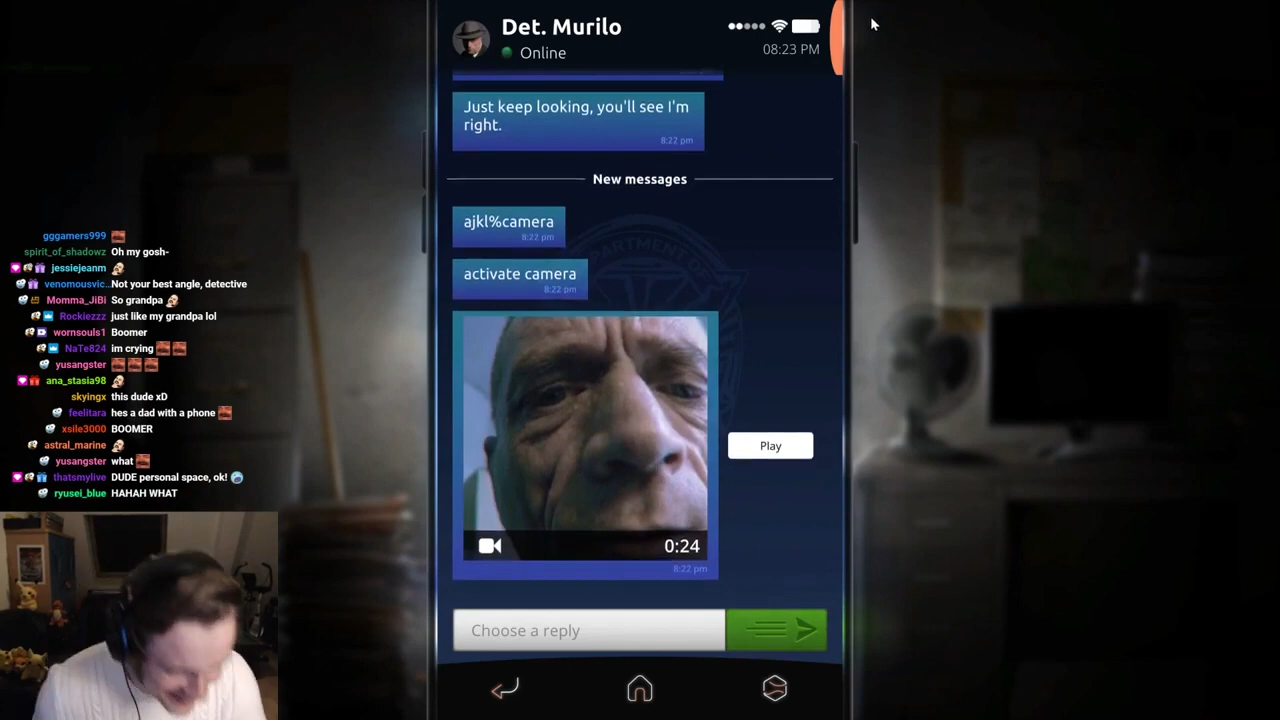 Det. Murilo
Online
08:23 PM
Just keep looking, you'll see I'm
right.
8:22 pm
New messages
ajkl%camera
8:22 pm
activate camera
8:22 pm
0:24
8:22 pm
Play
Choose a reply
gggamers999
spirit_of_shadowz Oh my gosh-
jessiejeanm
venomousvic... Not your best angle, detective
Momma_JiBi So grandpa
Rockiezzz just like my grandpa lol
wornsouls1 Boomer
NaTe824 im crying
yusangster
ana_stasia98
skyingx this dude xD
feelitara hes a dad with a phone
xsile3000 BOOMER
astral_marine
yusangster what
thatsmylive DUDE personal space, ok!
ryusei_blue HAHAH WHAT